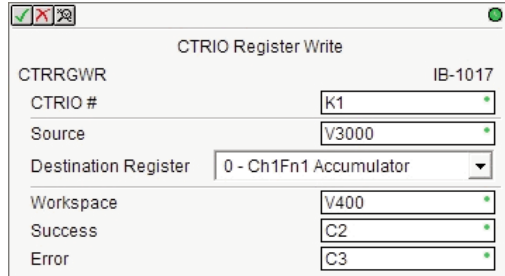 CTRIO Register Write
CTRRGWR IB-1017
CTRIO # K1
Source V3000
Destination Register 0 - Ch1Fn1 Accumulator
Workspace V400
Success C2
Error C3